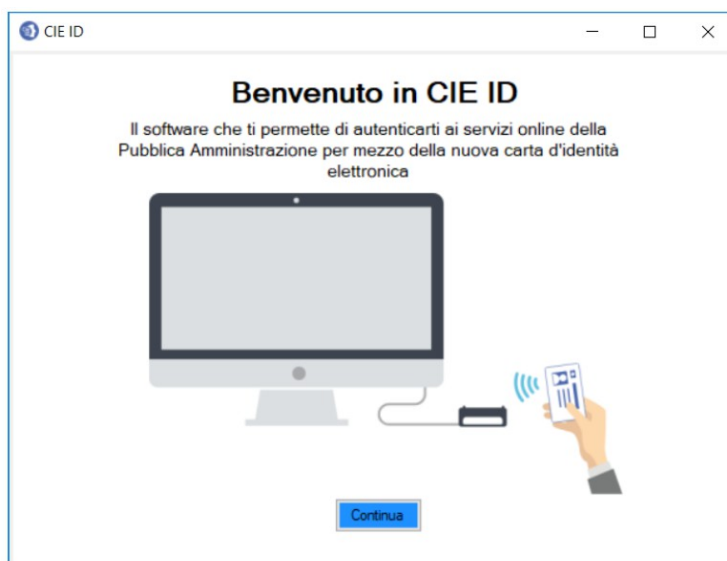 CIE ID
Benvenuto in CIE ID
Il software che ti permette di autenticarti ai servizi online della
Pubblica Amministrazione per mezzo della nuova carta d'identità
elettronica
Continua